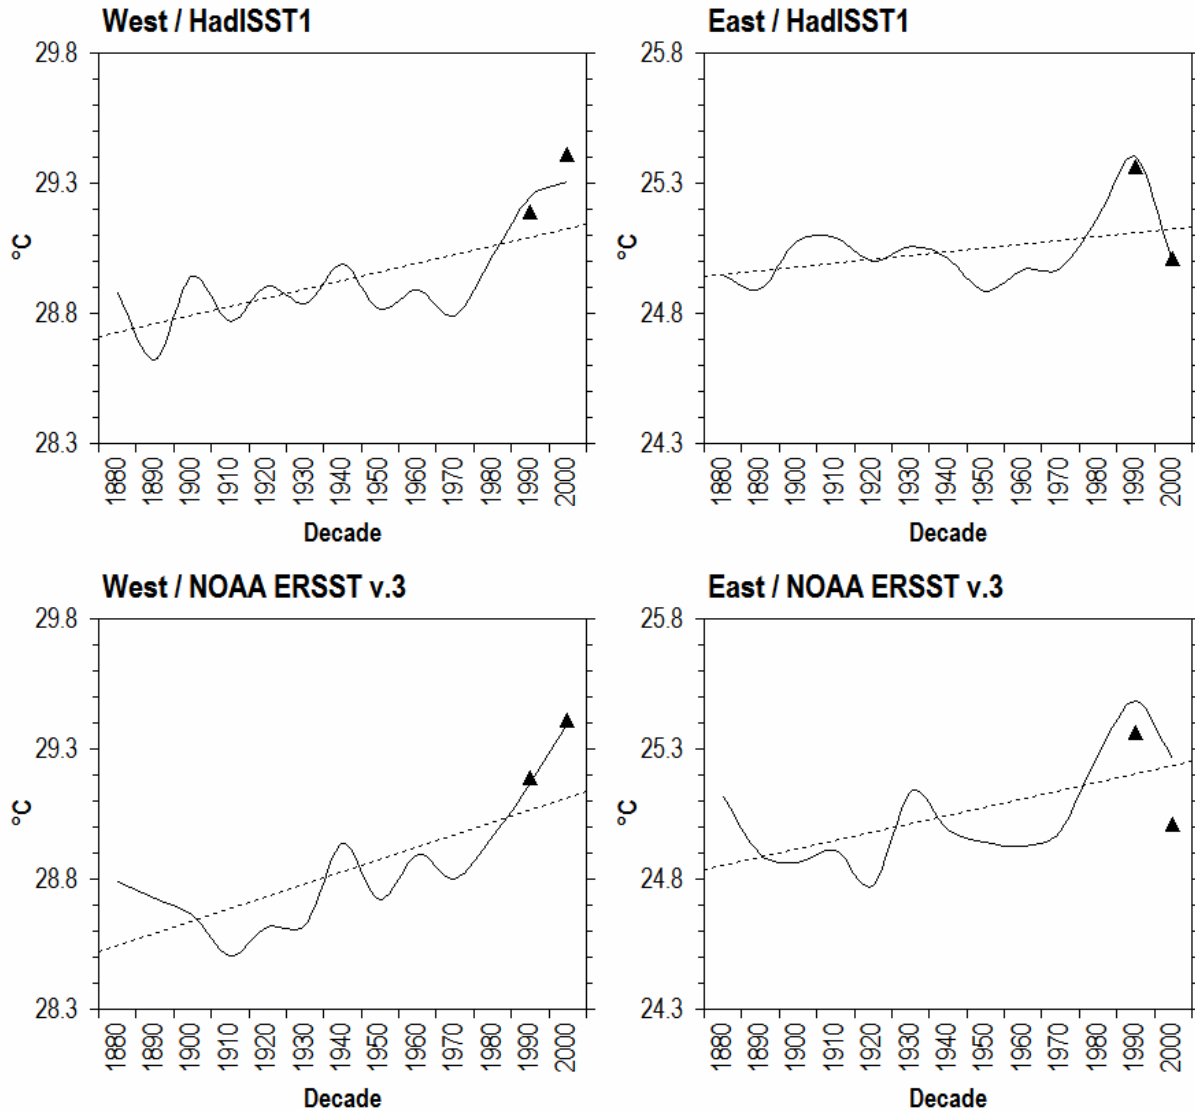 West / HadISST1
29.8
29.3
28.8
28.3
°C
1880 1890 1900 1910 1920 1930 1940 1950 1960 1970 1980 1990 2000
Decade
East / HadISST1
25.8
25.3
24.8
24.3
°C
1880 1890 1900 1910 1920 1930 1940 1950 1960 1970 1980 1990 2000
Decade
West / NOAA ERSST v.3
29.8
29.3
28.8
28.3
°C
1880 1890 1900 1910 1920 1930 1940 1950 1960 1970 1980 1990 2000
Decade
East / NOAA ERSST v.3
25.8
25.3
24.8
24.3
°C
1880 1890 1900 1910 1920 1930 1940 1950 1960 1970 1980 1990 2000
Decade